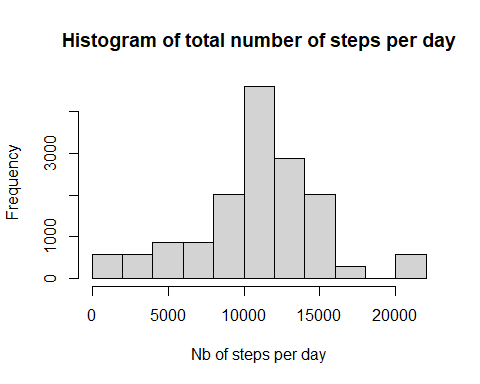 Histogram of total number of steps per day
Frequency
0 1000 3000
0 5000 10000 15000 20000
Nb of steps per day